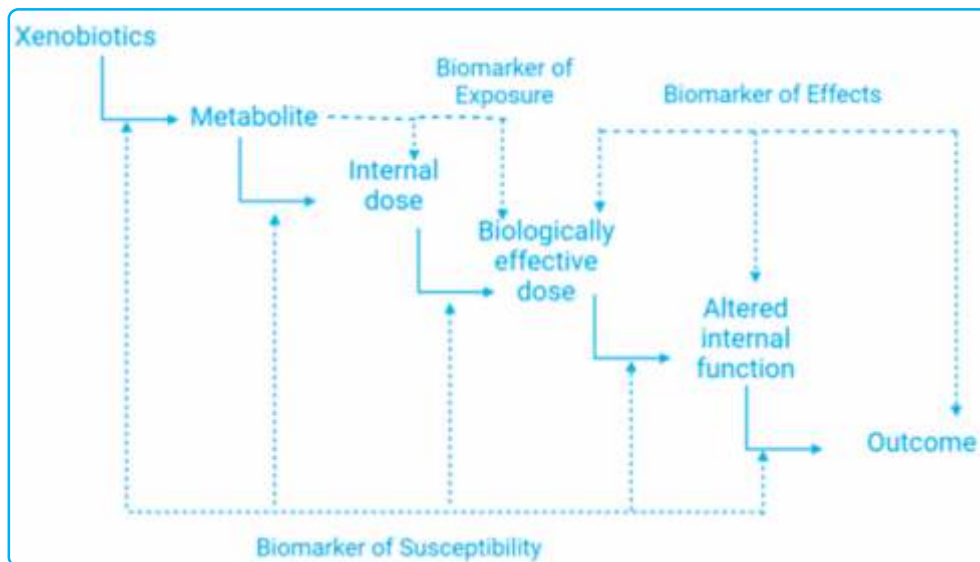 Xenobiotics
Biomarker of
Exposure
Biomarker of Effects
Metabolite
Internal
dose
Biologically
effective
dose
Altered
internal
function
Outcome
Biomarker of Susceptibility